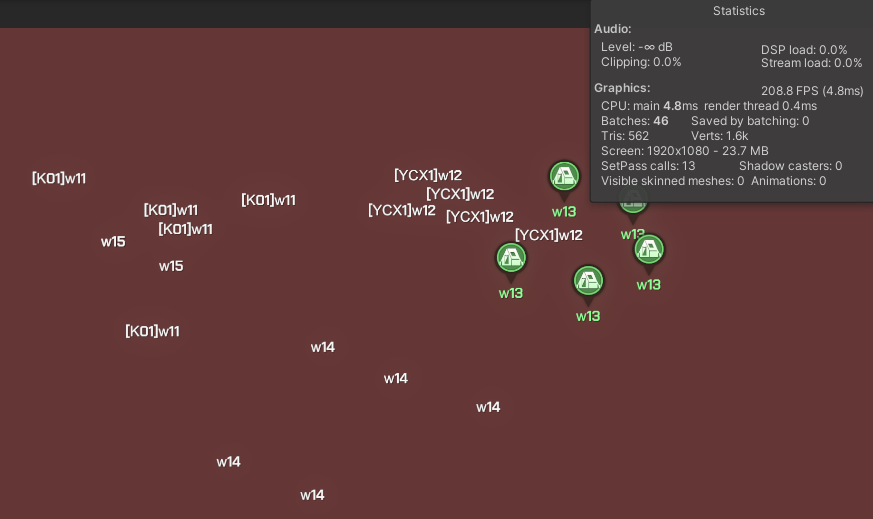 Statistics
Audio:
Level: -∞ dB
DSP load: 0.0%
Clipping: 0.0%
Stream load: 0.0%
Graphics:
208.8 FPS (4.8ms)
CPU: main 4.8ms render thread 0.4ms
Batches: 46 Saved by batching: 0
Tris: 562 Verts: 1.6k
Screen: 1920x1080 - 23.7 MB
SetPass calls: 13 Shadow casters: 0
Visible skinned meshes: 0 Animations: 0
[K01]w11
[YCX1]w12
[YCX1]w12
[K01]w11
[K01]w11
[YCX1]w12
w13
[YCX1]w12
[K01]w11
w13
[YCX1]w12
w15
w15
w13
w13
w13
[K01]w11
w14
w14
w14
w14
w14